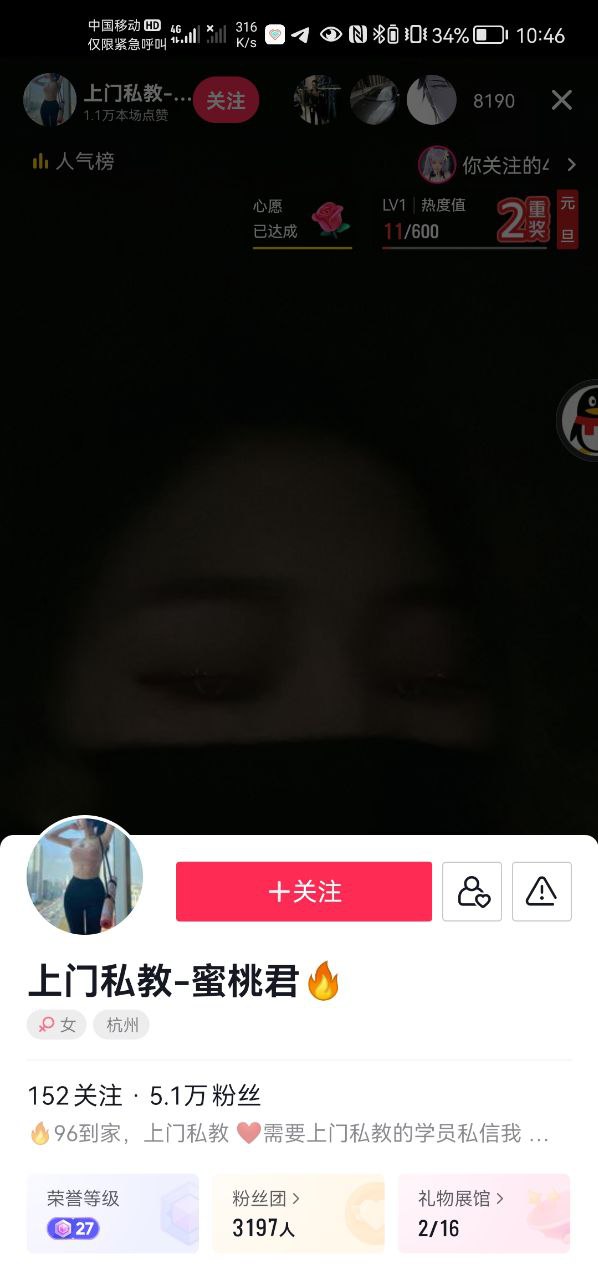 中国移动 HD 4G 316 34% 10:46
仅限紧急呼叫 K/s
上门私教-... 关注 8190
1.1万本场点赞
人气榜 你关注的
心愿 LV1 热度值 2 重奖 元旦
已达成 11/600
+关注
上门私教-蜜桃君🔥
女 杭州
152关注 · 5.1万粉丝
🔥96到家，上门私教 ❤️需要上门私教的学员私信我 ...
荣誉等级 粉丝团 > 礼物展馆 >
27 3197人 2/16